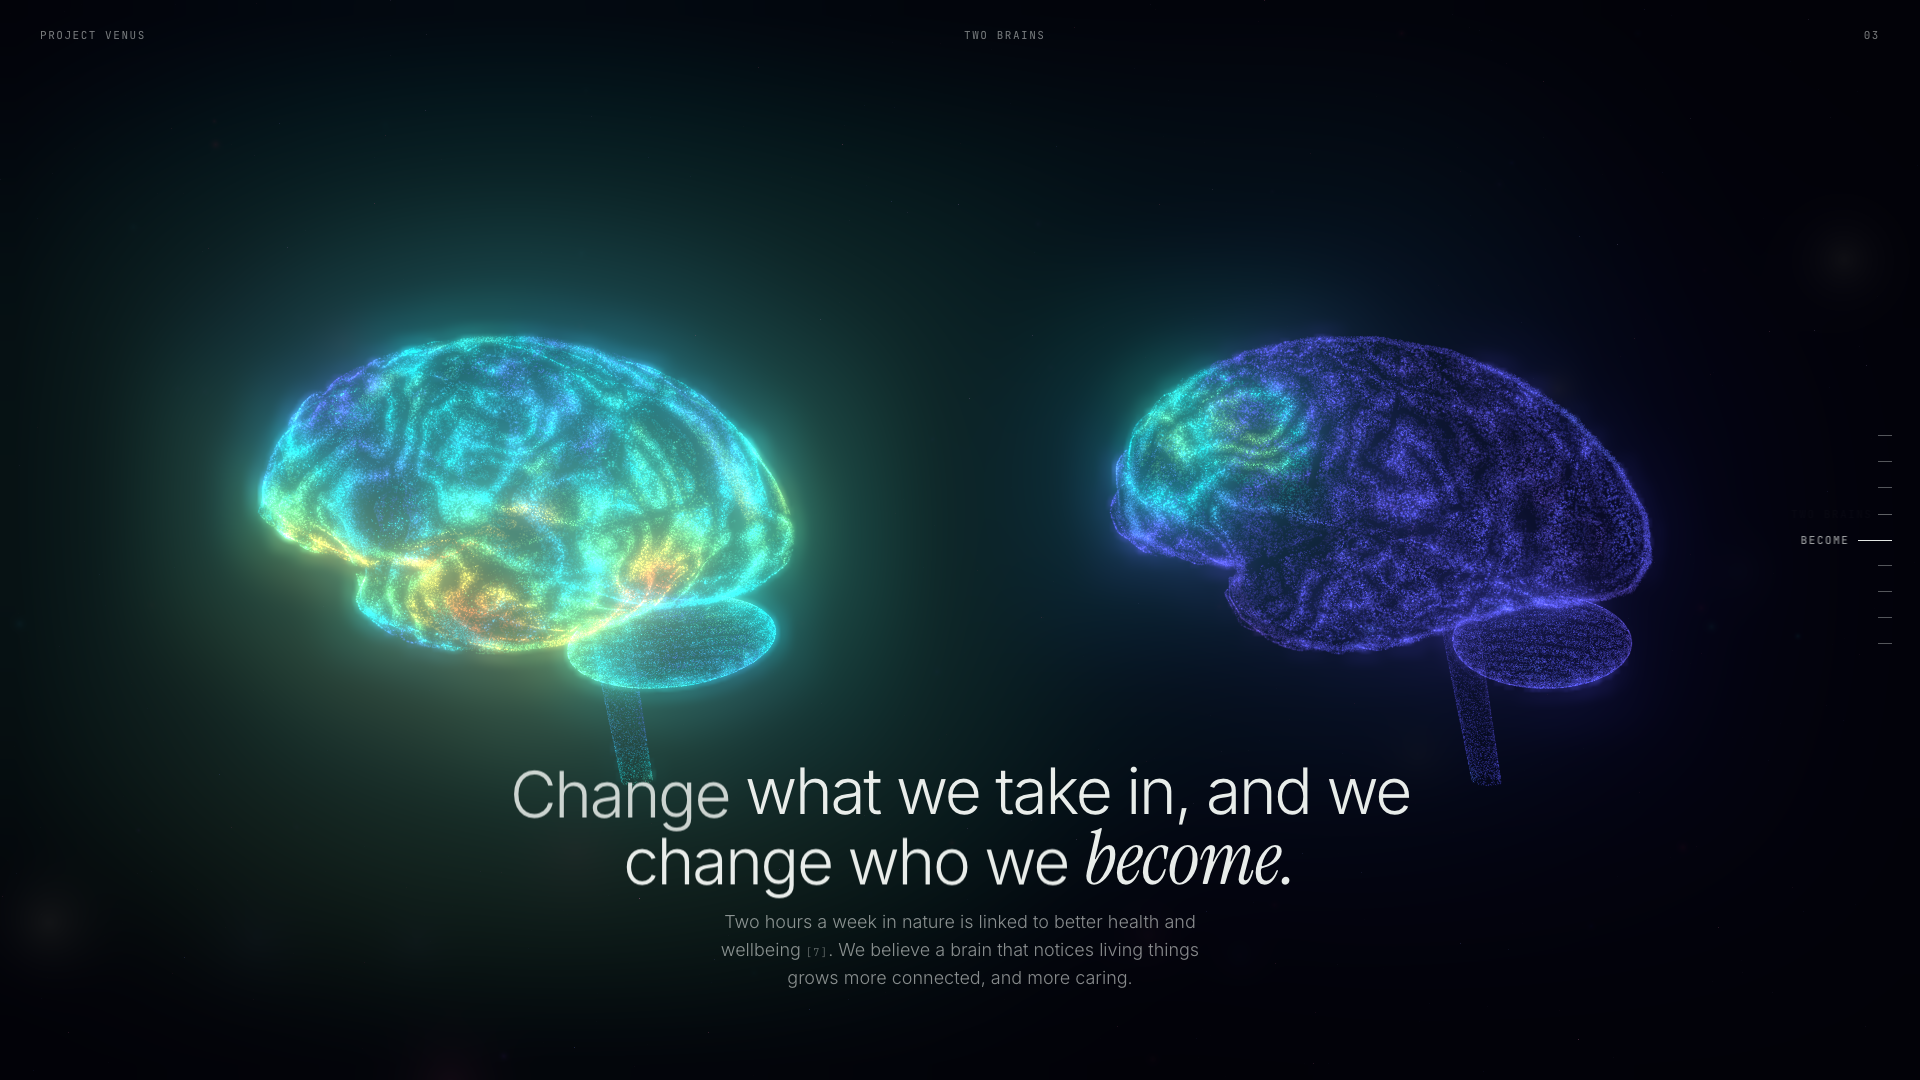 PROJECT VENUS
TWO BRAINS
03
BECOME
Change what we take in, and we
change who we become.
Two hours a week in nature is linked to better health and
wellbeing [7]. We believe a brain that notices living things
grows more connected, and more caring.